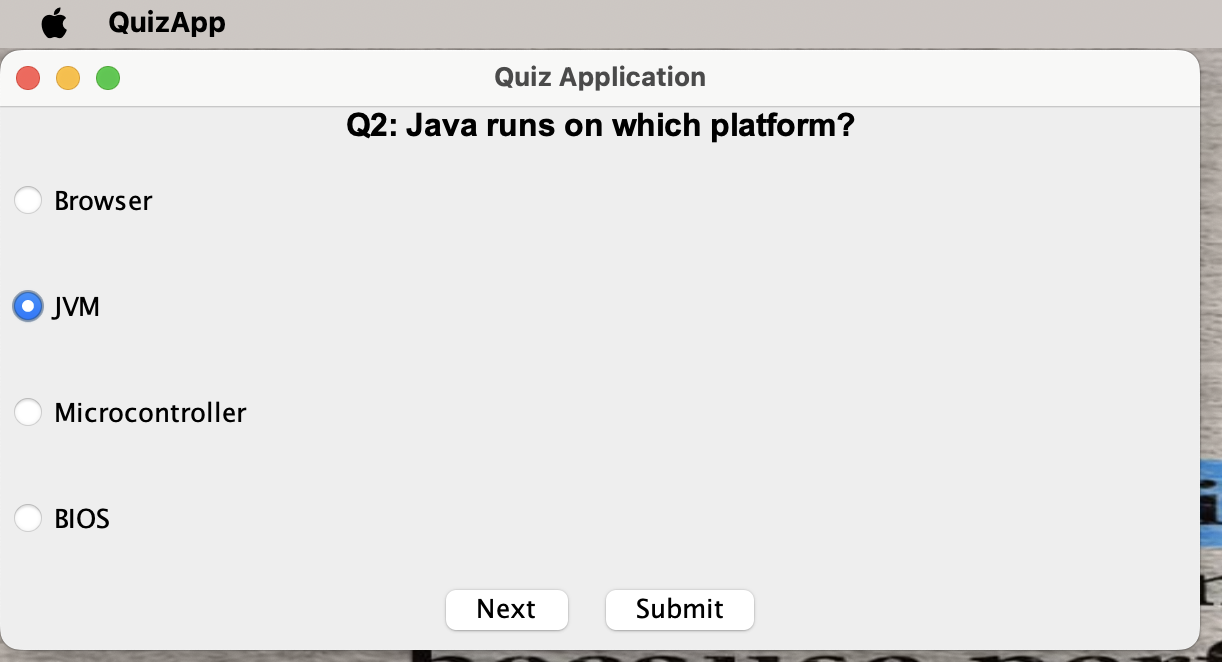 QuizApp
Quiz Application
Q2: Java runs on which platform?
Browser
JVM
Microcontroller
BIOS
Next Submit